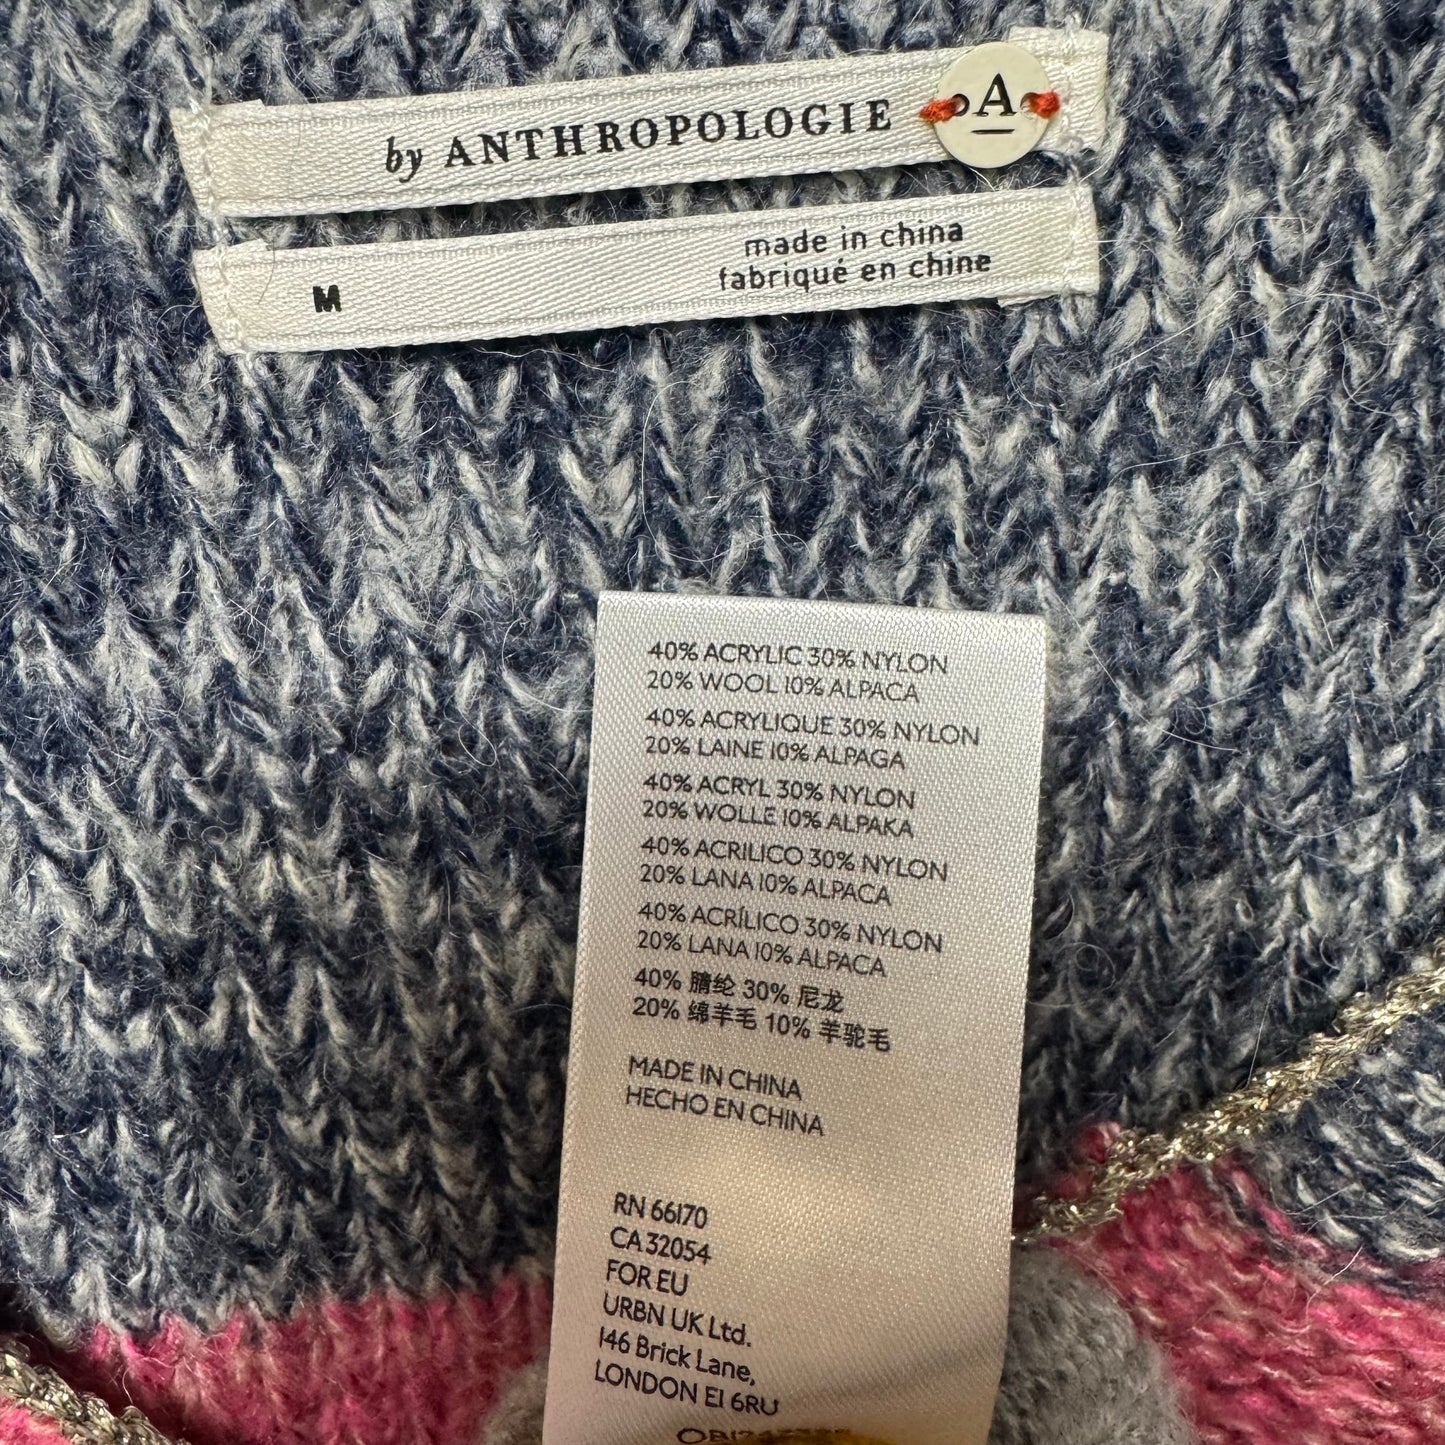 by ANTHROPOLOGIE
A
M
made in china
fabriqué en chine
40% ACRYLIC 30% NYLON
20% WOOL 10% ALPACA
40% ACRYLIQUE 30% NYLON
20% LAINE 10% ALPAGA
40% ACRYL 30% NYLON
20% WOLLE 10% ALPAKA
40% ACRILICO 30% NYLON
20% LANA 10% ALPACA
40% ACRÍLICO 30% NYLON
20% LANA 10% ALPACA
40% 腈纶 30% 尼龙
20% 绵羊毛 10% 羊驼毛
MADE IN CHINA
HECHO EN CHINA
RN 66170
CA 32054
FOR EU
URBN UK Ltd.
146 Brick Lane,
LONDON E1 6RU